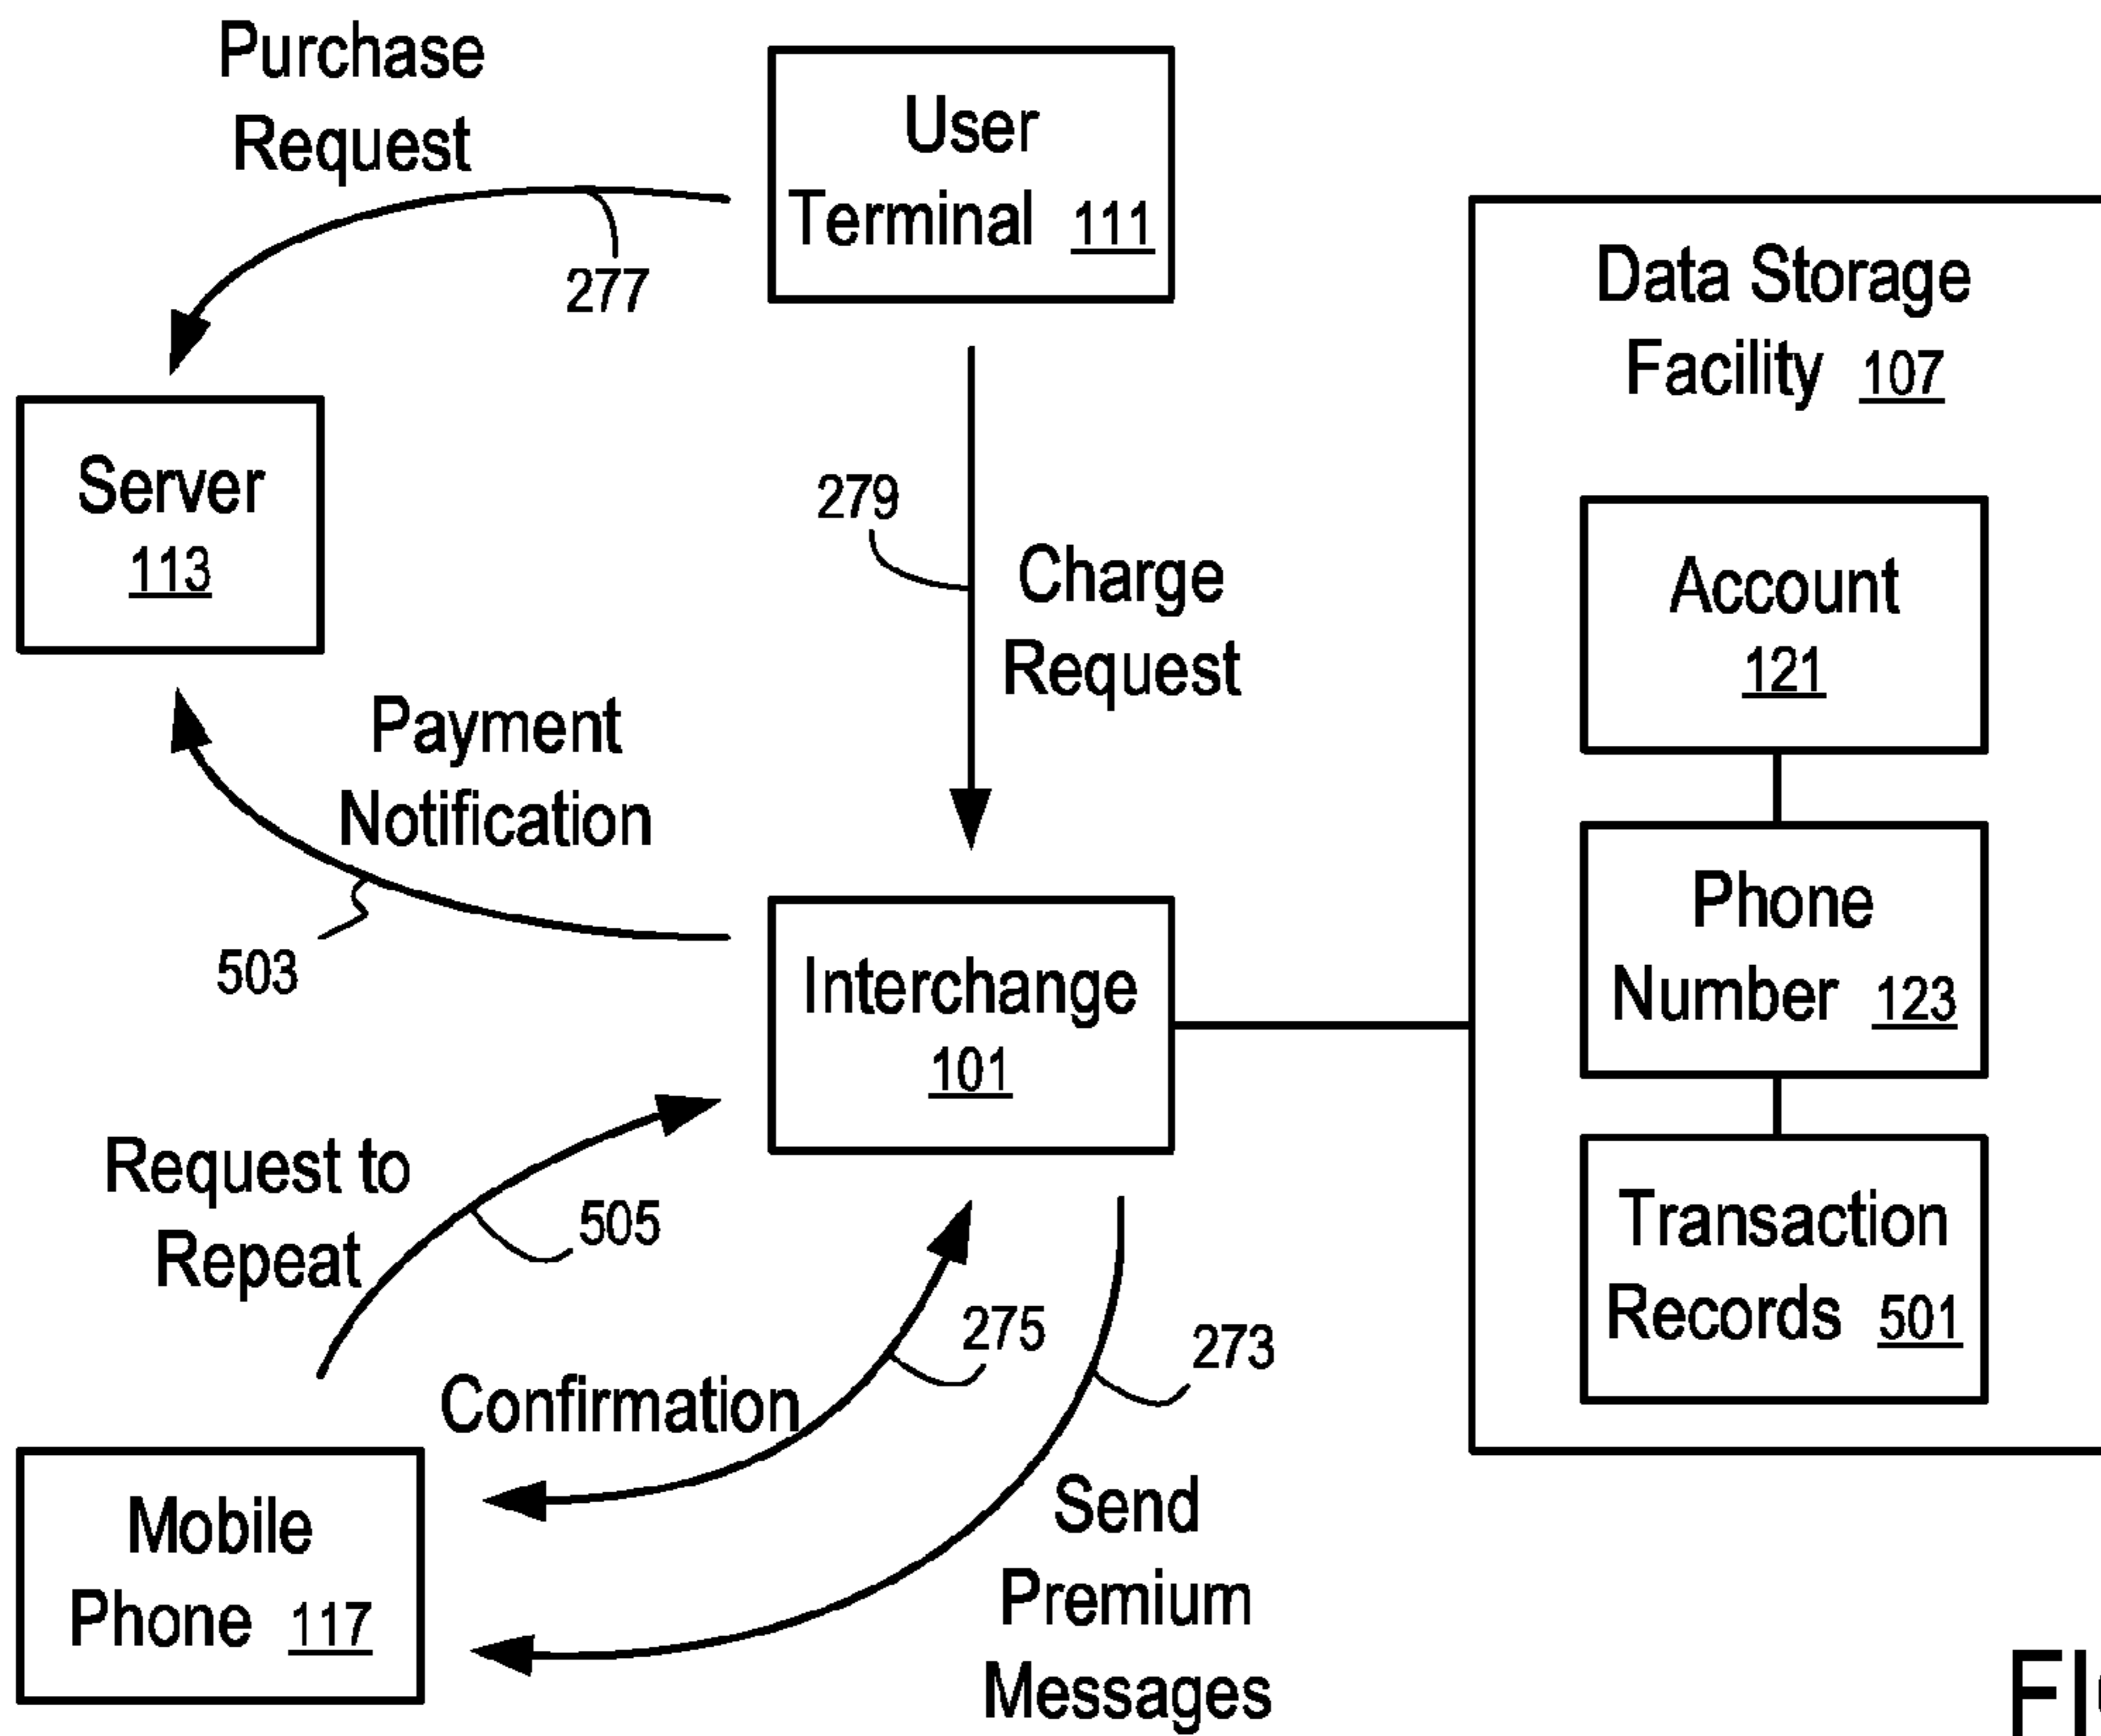 Purchase
Request
277
User
Terminal 111
Server
113
279
Charge
Request
Payment
Notification
503
Interchange
101
Request to
Repeat
505
Confirmation
275
273
Send
Premium
Messages
Mobile
Phone 117
Data Storage
Facility 107
Account
121
Phone
Number 123
Transaction
Records 501